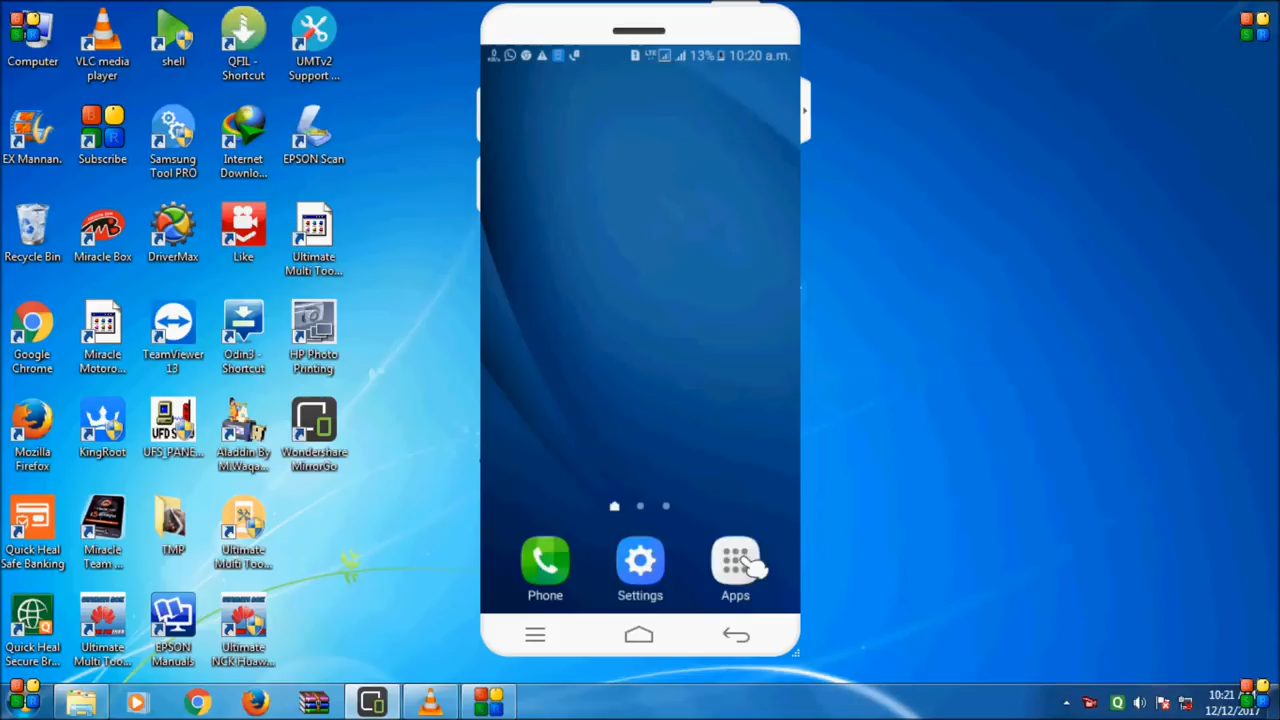 Computer
VLC media
player
shell
QFIL -
Shortcut
UMTv2
Support ...
EX Mannan.
Subscribe
Samsung
Tool PRO
Internet
Downlo...
EPSON Scan
Recycle Bin
Miracle Box
DriverMax
Like
Ultimate
Multi Too...
Google
Chrome
Miracle
Motoro...
TeamViewer
13
Odin3 -
Shortcut
HP Photo
Printing
Mozilla
Firefox
KingRoot
UFS_PANE...
Aladdin By
M.Waqa...
Wondershare
MirrorGo
Quick Heal
Safe Banking
Miracle
Team ...
TMP
Ultimate
Multi Too...
Quick Heal
Secure Br...
Ultimate
Multi Too...
EPSON
Manuals
Ultimate
NCK Huaw...
LTE 13% 10:20 a.m.
Phone
Settings
Apps
10:21
12/12/2017